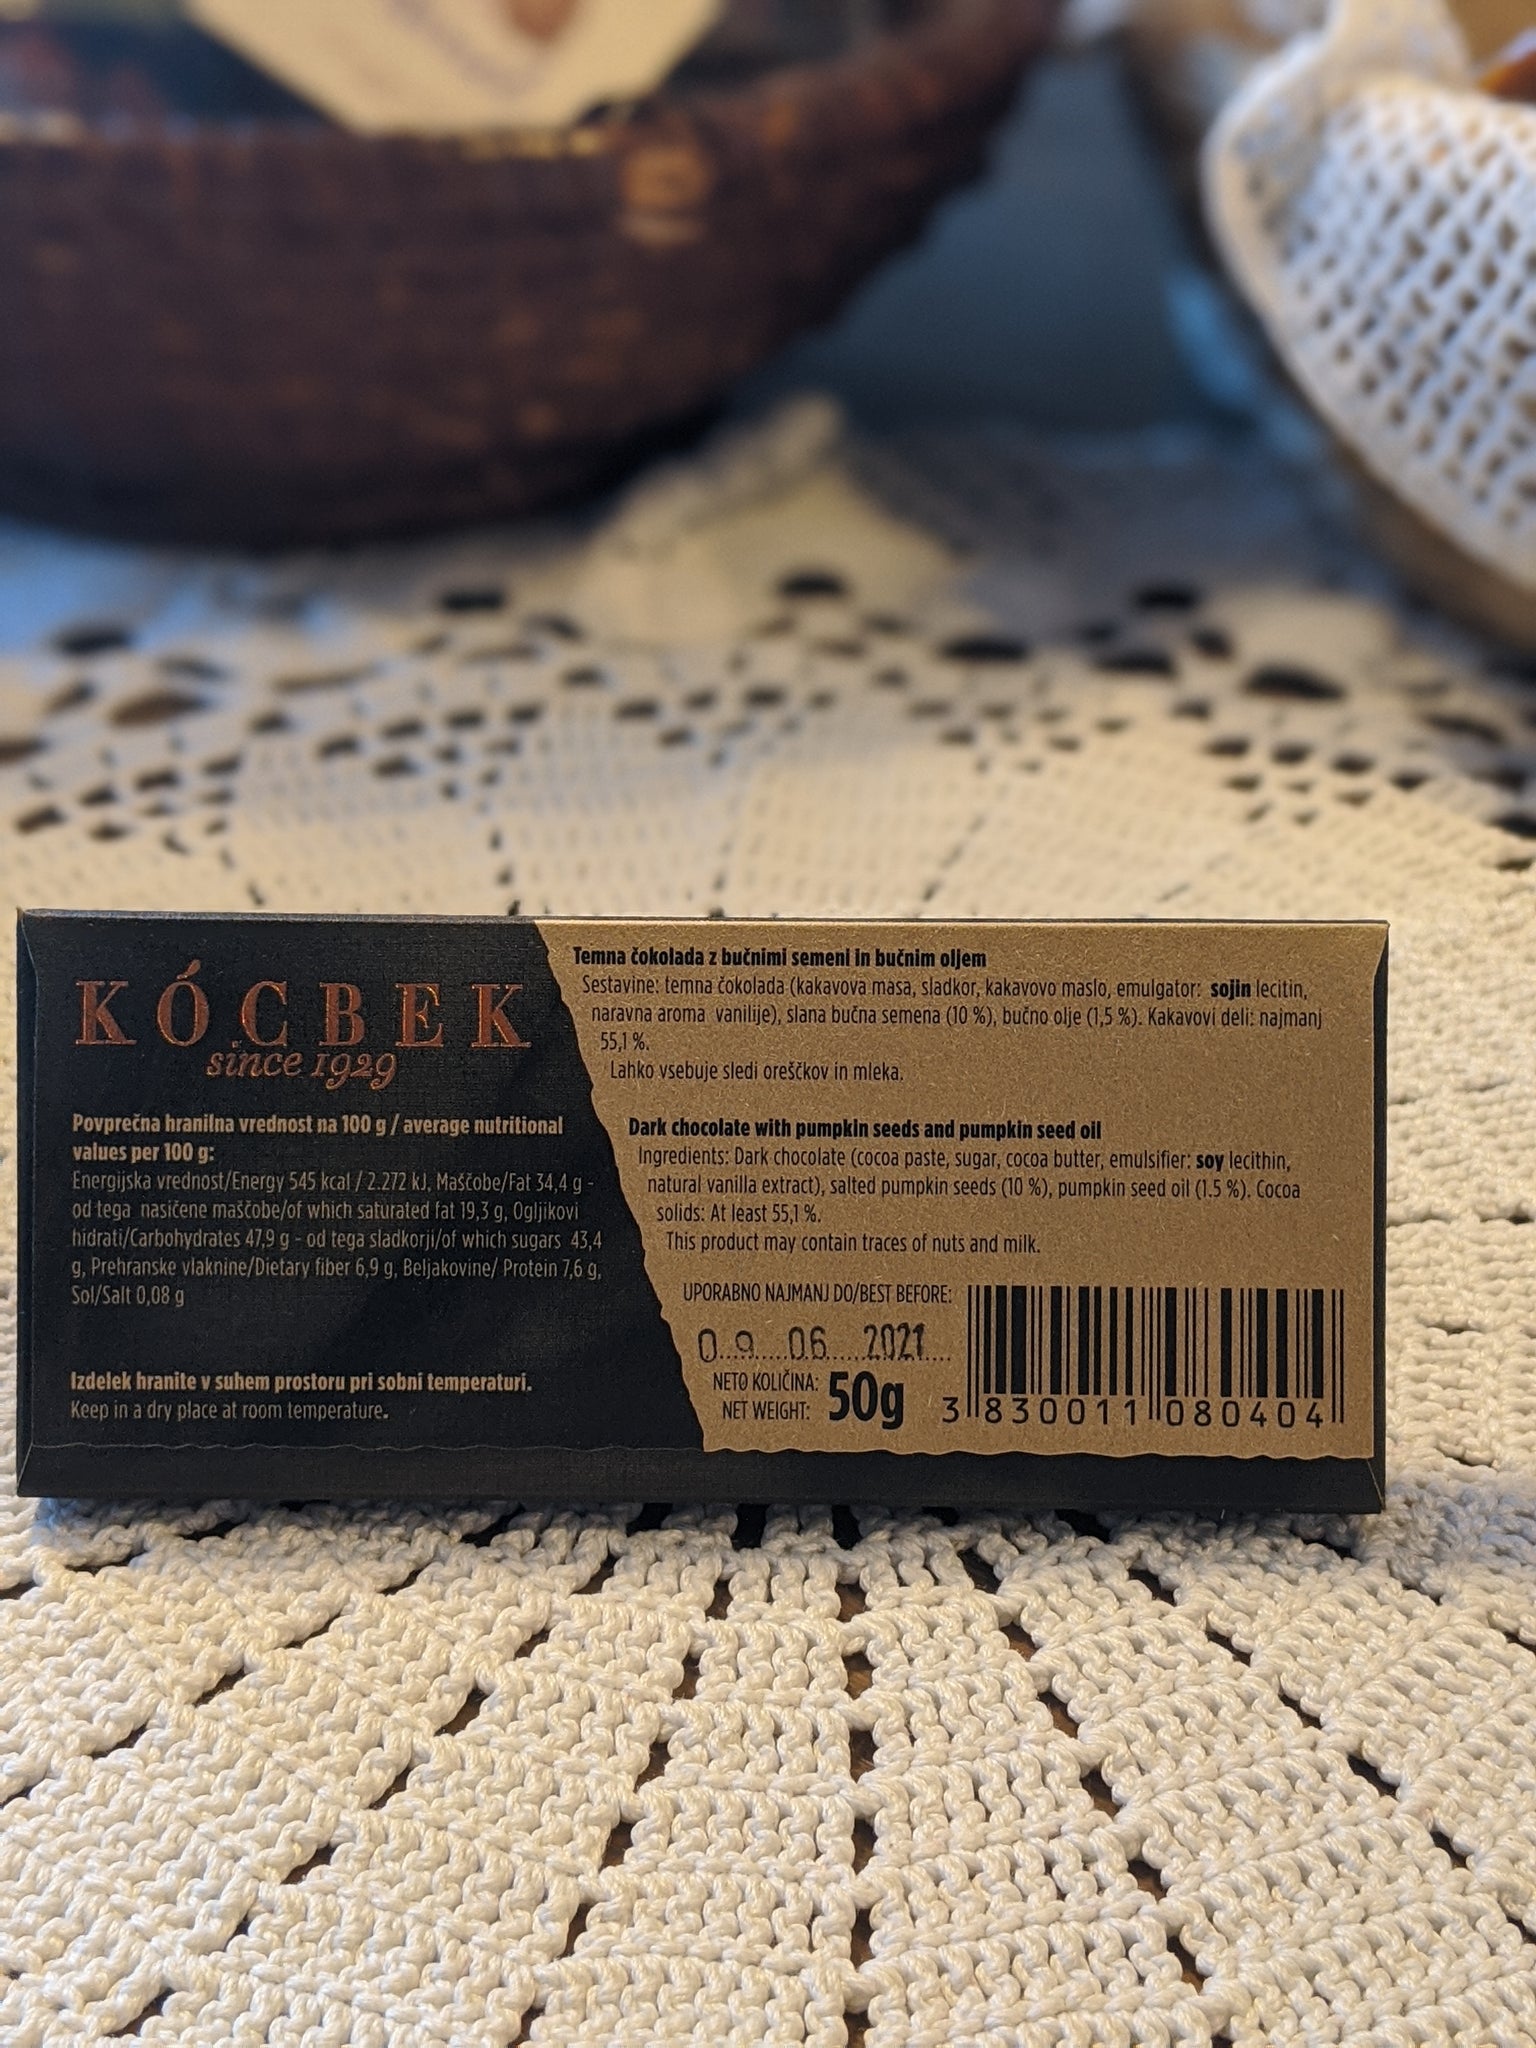 KÓCBEK
since 1929
Povprečna hranilna vrednost na 100 g / average nutritional
values per 100 g:
Energijska vrednost/Energy 545 kcal / 2.272 kJ, Maščobe/Fat 34,4 g -
od tega nasičene maščobe/of which saturated fat 19,3 g, Ogljikovi
hidrati/Carbohydrates 47,9 g - od tega sladkorji/of which sugars 43,4
g, Prehranske vlaknine/Dietary fiber 6,9 g, Beljakovine/ Protein 7,6 g,
Sol/Salt 0,08 g
Izdelek hranite v suhem prostoru pri sobni temperaturi.
Keep in a dry place at room temperature.
Temna čokolada z bučnimi semeni in bučnim oljem
Sestavine: temna čokolada (kakavova masa, sladkor, kakavovo maslo, emulgator: sojin lecitin,
naravna aroma vanilije), slana bučna semena (10 %), bučno olje (1,5 %). Kakavovi deli: najmanj
55,1 %.
Lahko vsebuje sledi oreščkov in mleka.
Dark chocolate with pumpkin seeds and pumpkin seed oil
Ingredients: Dark chocolate (cocoa paste, sugar, cocoa butter, emulsifier: soy lecithin,
natural vanilla extract), salted pumpkin seeds (10 %), pumpkin seed oil (1.5 %). Cocoa
solids: At least 55,1 %.
This product may contain traces of nuts and milk.
UPORABNO NAJMANJ DO/BEST BEFORE:
09 06 2021
NETO KOLIČINA:
NET WEIGHT: 50g
3 830011 080404